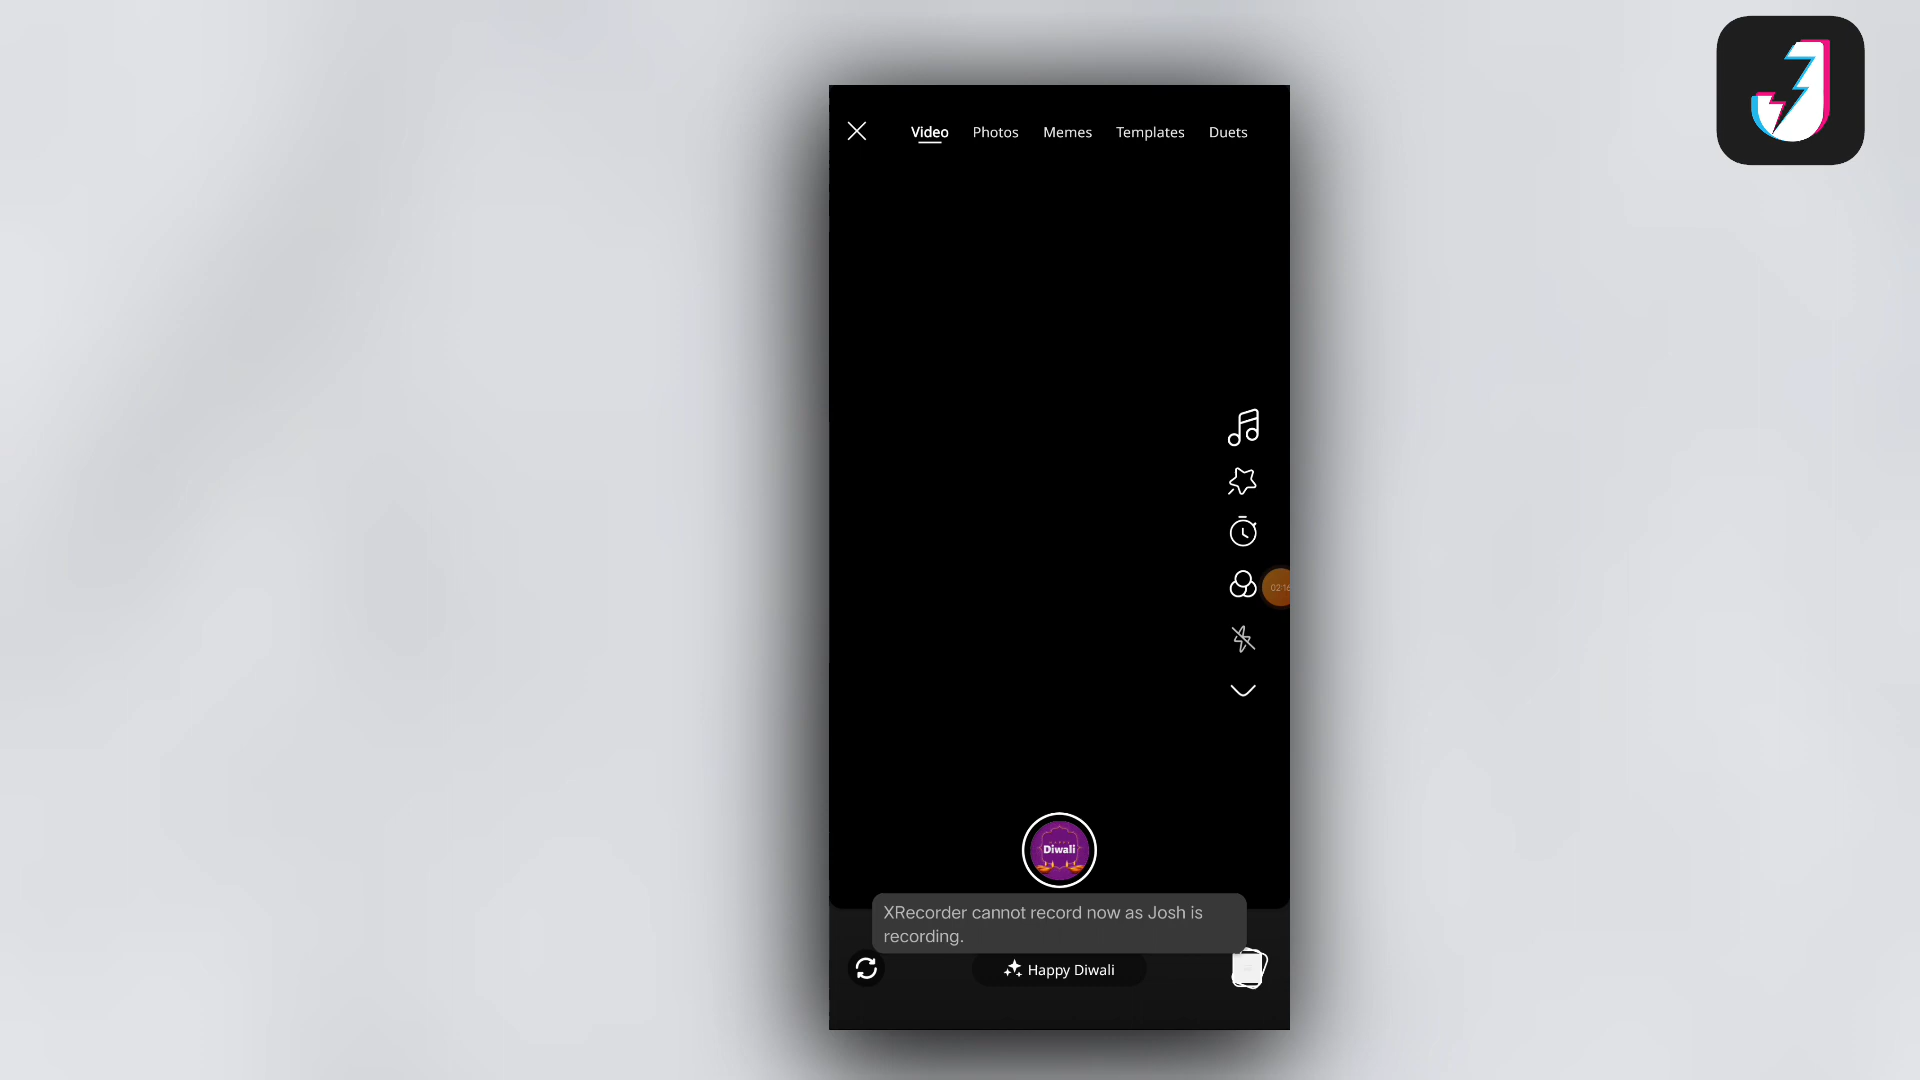 Video Photos Memes Templates Duets
Diwali
XRecorder cannot record now as Josh is
recording.
Happy Diwali